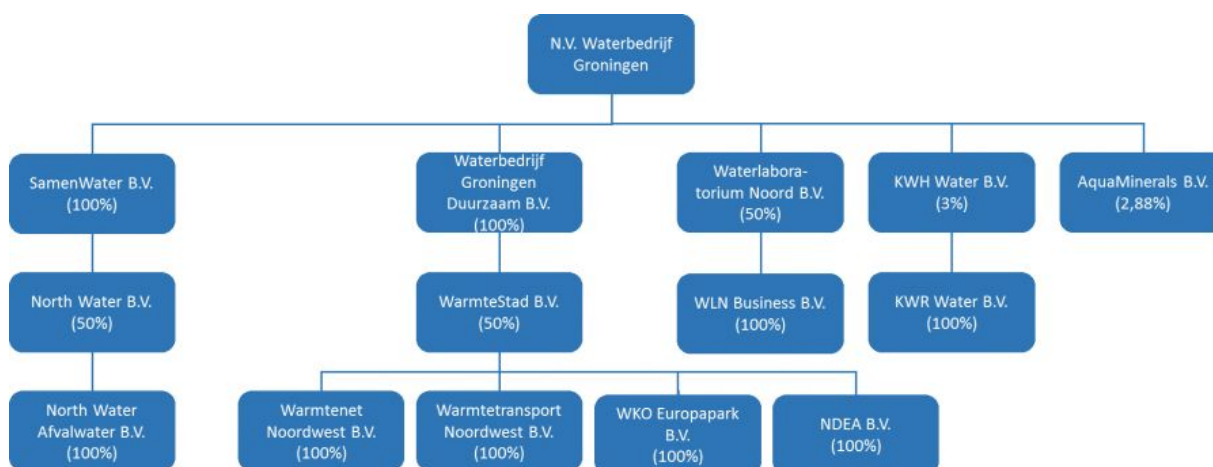 N.V. Waterbedrijf
Groningen
SamenWater B.V.
(100%)
Waterbedrijf
Groningen
Duurzaam B.V.
(100%)
Waterlabora-
torium Noord B.V.
(50%)
KWH Water B.V.
(3%)
AquaMinerals B.V.
(2,88%)
North Water B.V.
(50%)
WarmteStad B.V.
(50%)
WLN Business B.V.
(100%)
KWR Water B.V.
(100%)
North Water
Afvalwater B.V.
(100%)
Warmtenet
Noordwest B.V.
(100%)
Warmtetransport
Noordwest B.V.
(100%)
WKO Europapark
B.V.
(100%)
NDEA B.V.
(100%)